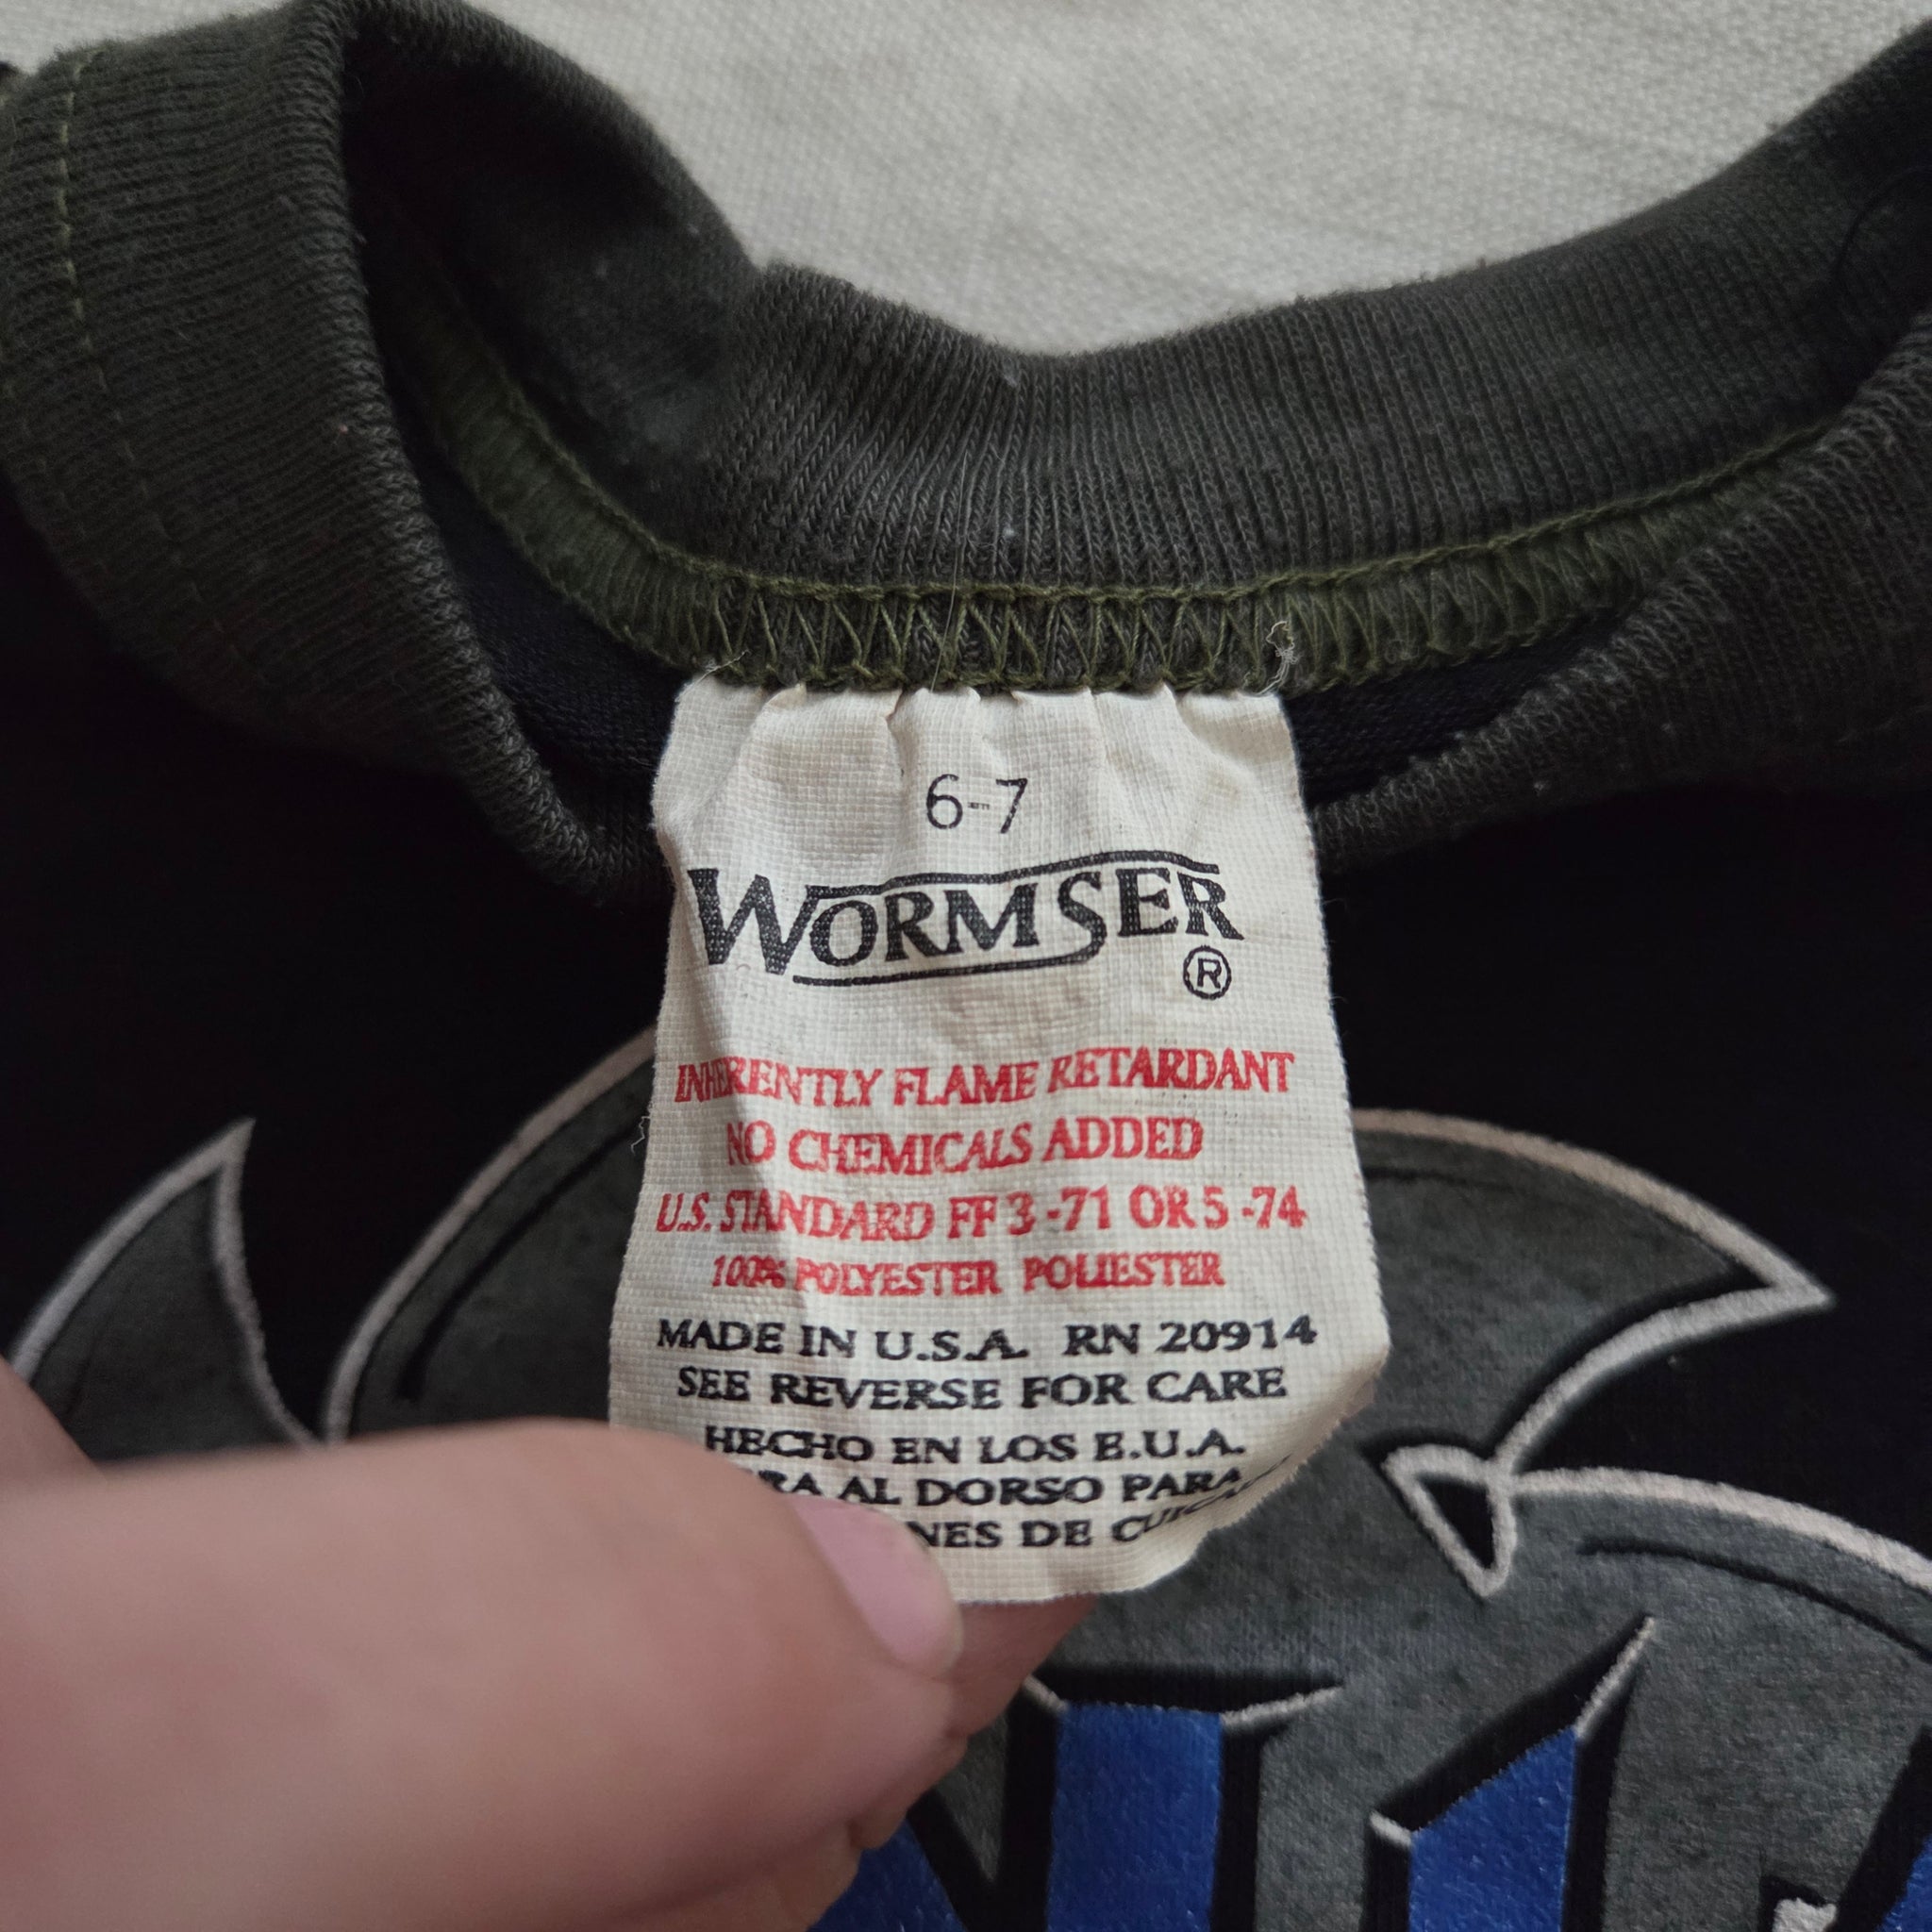 6-7
WORMSER
®
INHERENTLY FLAME RETARDANT
NO CHEMICALS ADDED
U.S. STANDARD FF 3-71 OR 5-74
100% POLYESTER POLIESTER
MADE IN U.S.A. RN 20914
SEE REVERSE FOR CARE
HECHO EN LOS E.U.A.
AL DORSO PARA
DE